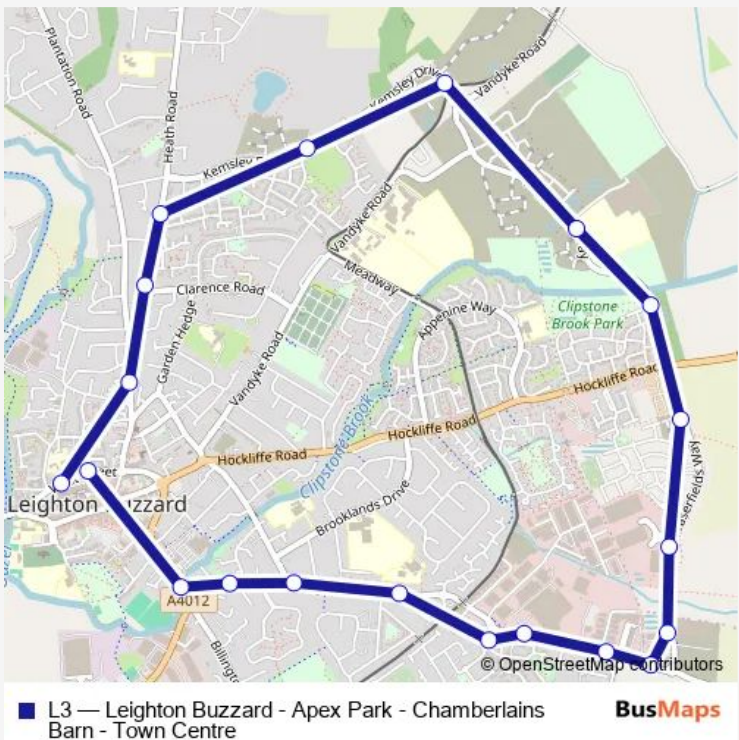 Plantation Road
Heath Road
Kemsley Driv
Vandyke Road
Kemsley
Vandyke Road
Meadway
Clarence Road
Garden Hedge
Appenine Way
Clipstone
Brook Park
Vandyke Road
Hockliffe Road
Hockliffe Road
Hockliffe Road
Clipstone Brook
Leighton Buzzard
Brooklands Drive
A4012
© OpenStreetMap contributors
L3 — Leighton Buzzard - Apex Park - Chamberlains
Barn - Town Centre
BusMaps